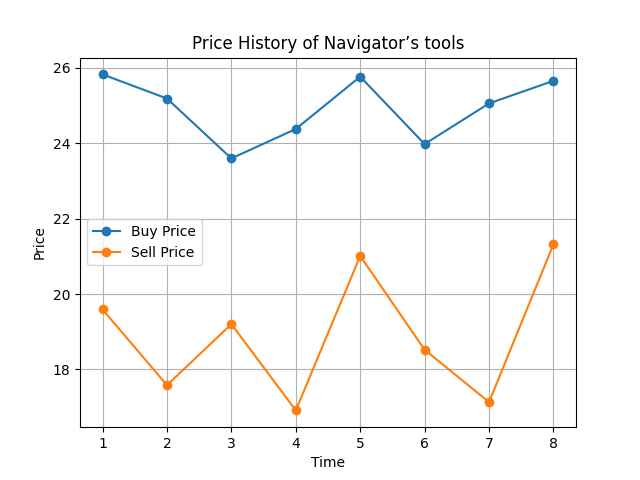 Price History of Navigator’s tools
26
24
22
20
18
Price
Buy Price
Sell Price
1 2 3 4 5 6 7 8
Time